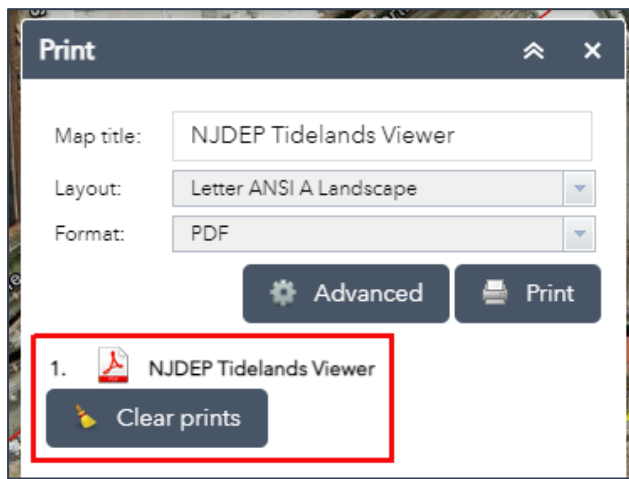 Print
Map title: NJDEP Tidelands Viewer
Layout: Letter ANSI A Landscape
Format: PDF
Advanced Print
1. NJDEP Tidelands Viewer
Clear prints